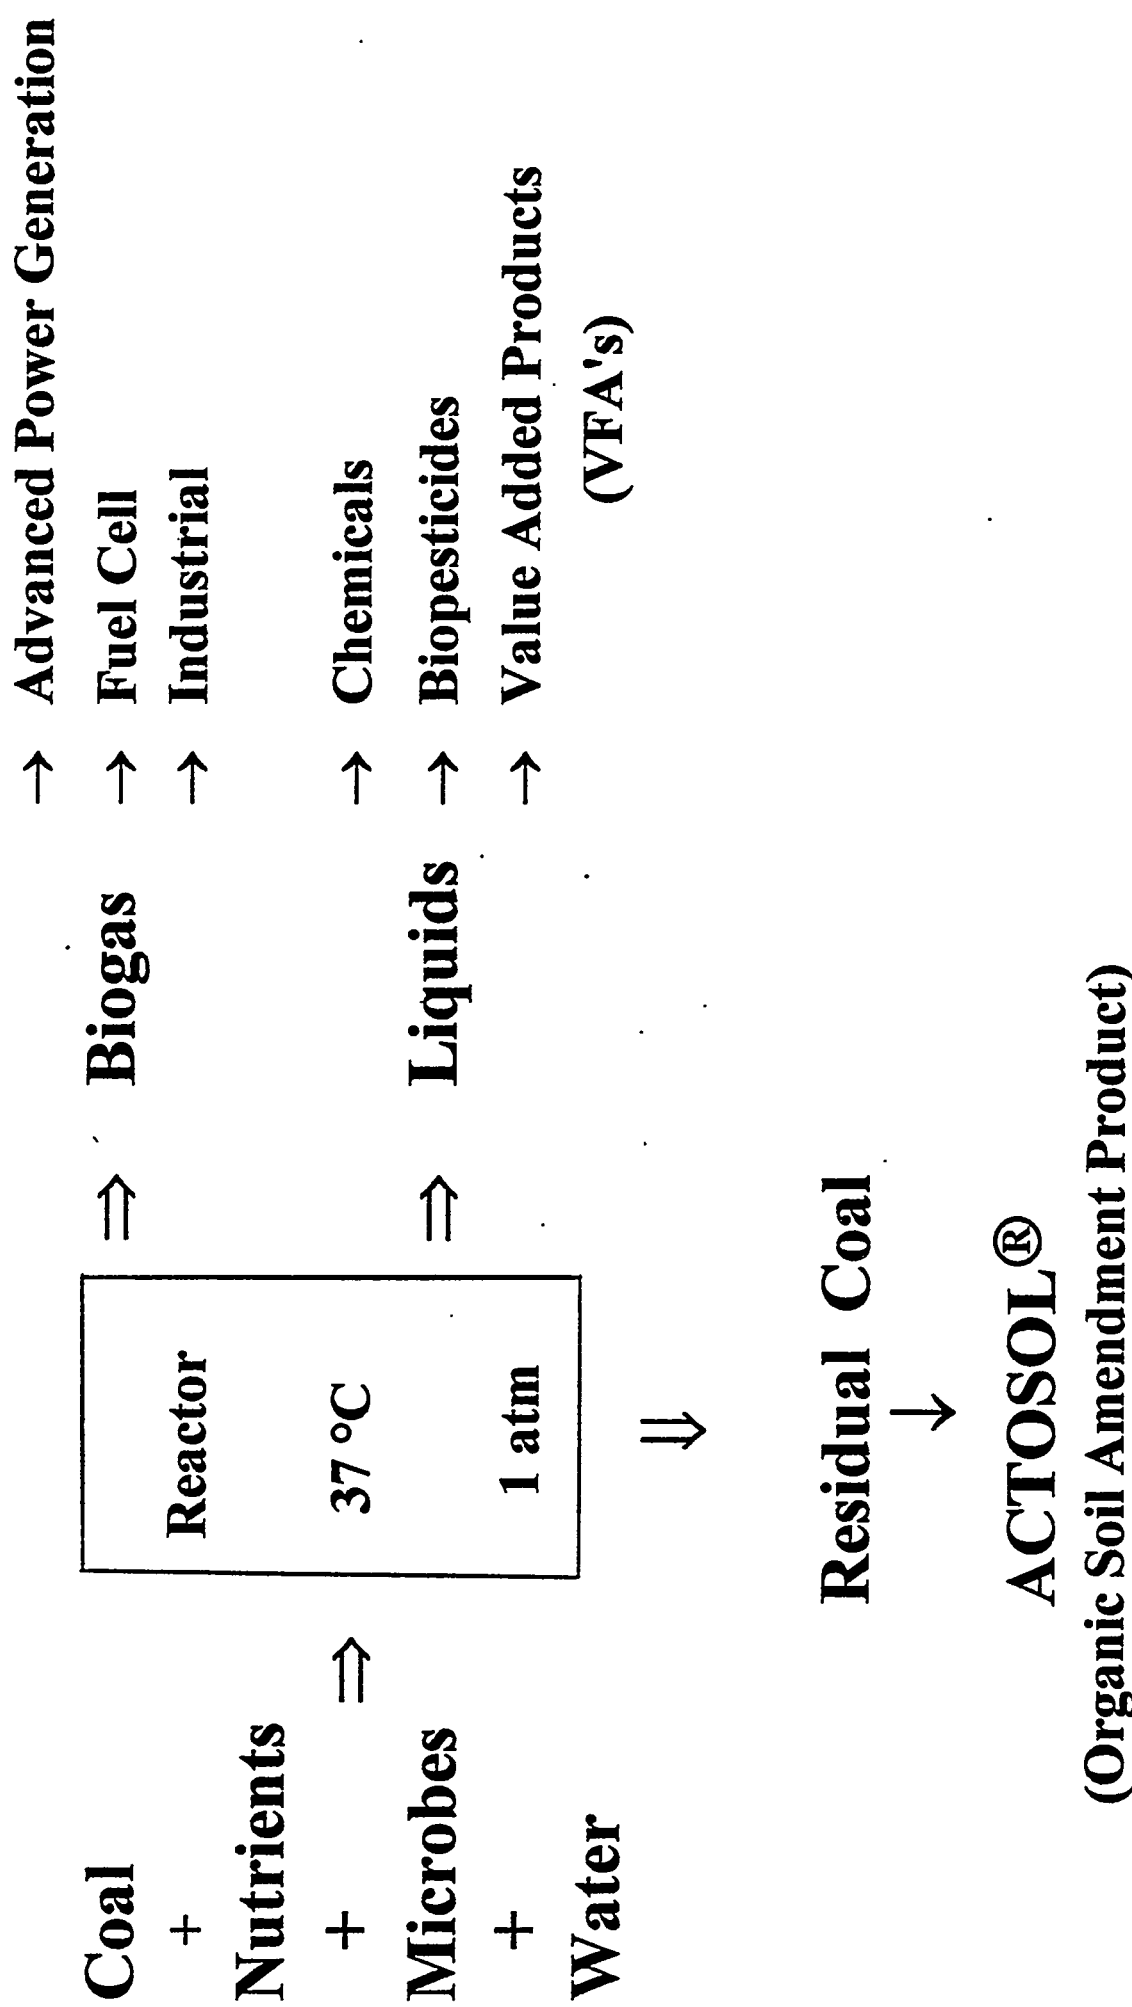 Coal
+
Nutrients
+
Microbes
+
Water
⇒
Reactor
37 °C
1 atm
⇒ Biogas
→ Advanced Power Generation
→ Fuel Cell
→ Industrial
⇒ Liquids
→ Chemicals
→ Biopesticides
→ Value Added Products
(VFA's)
⇓
Residual Coal
↓
ACTOSOL®
(Organic Soil Amendment Product)